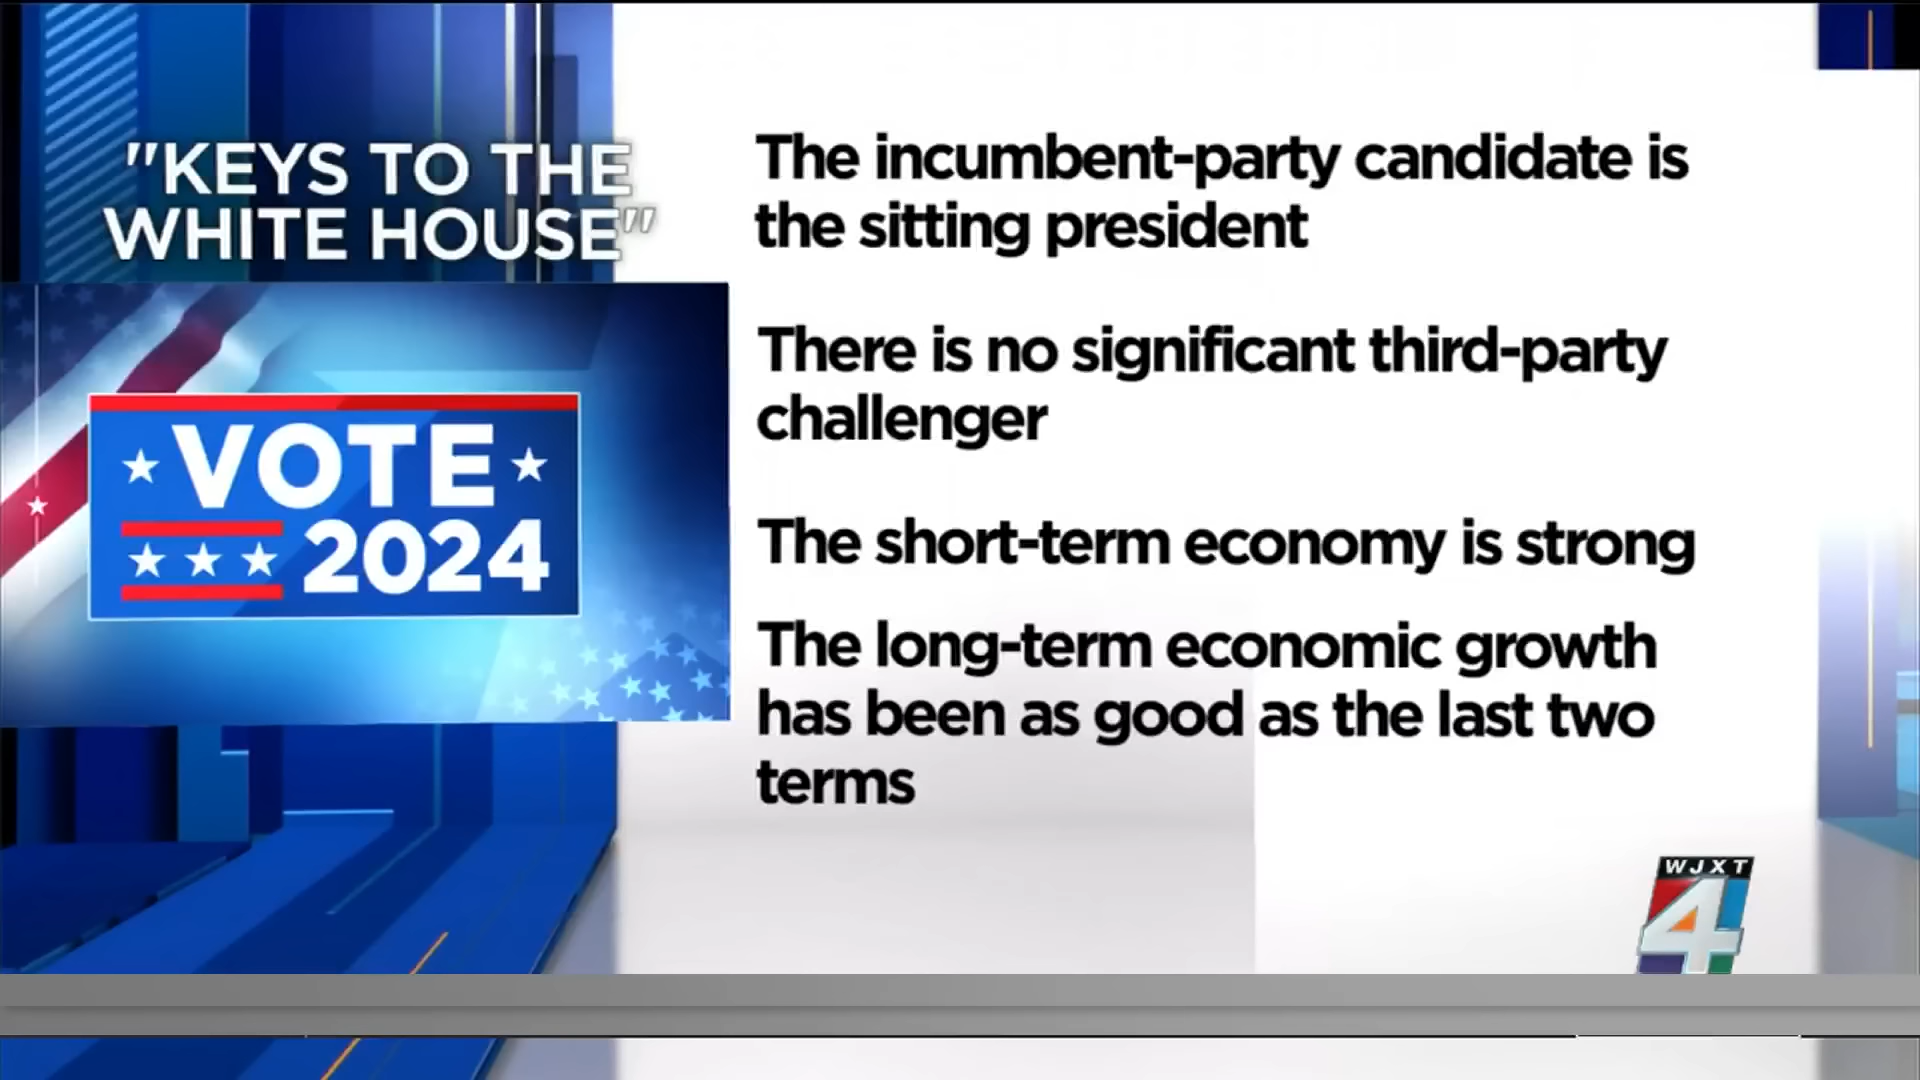 "KEYS TO THE
WHITE HOUSE"
VOTE
2024
The incumbent-party candidate is
the sitting president
There is no significant third-party
challenger
The short-term economy is strong
The long-term economic growth
has been as good as the last two
terms
WJXT
4